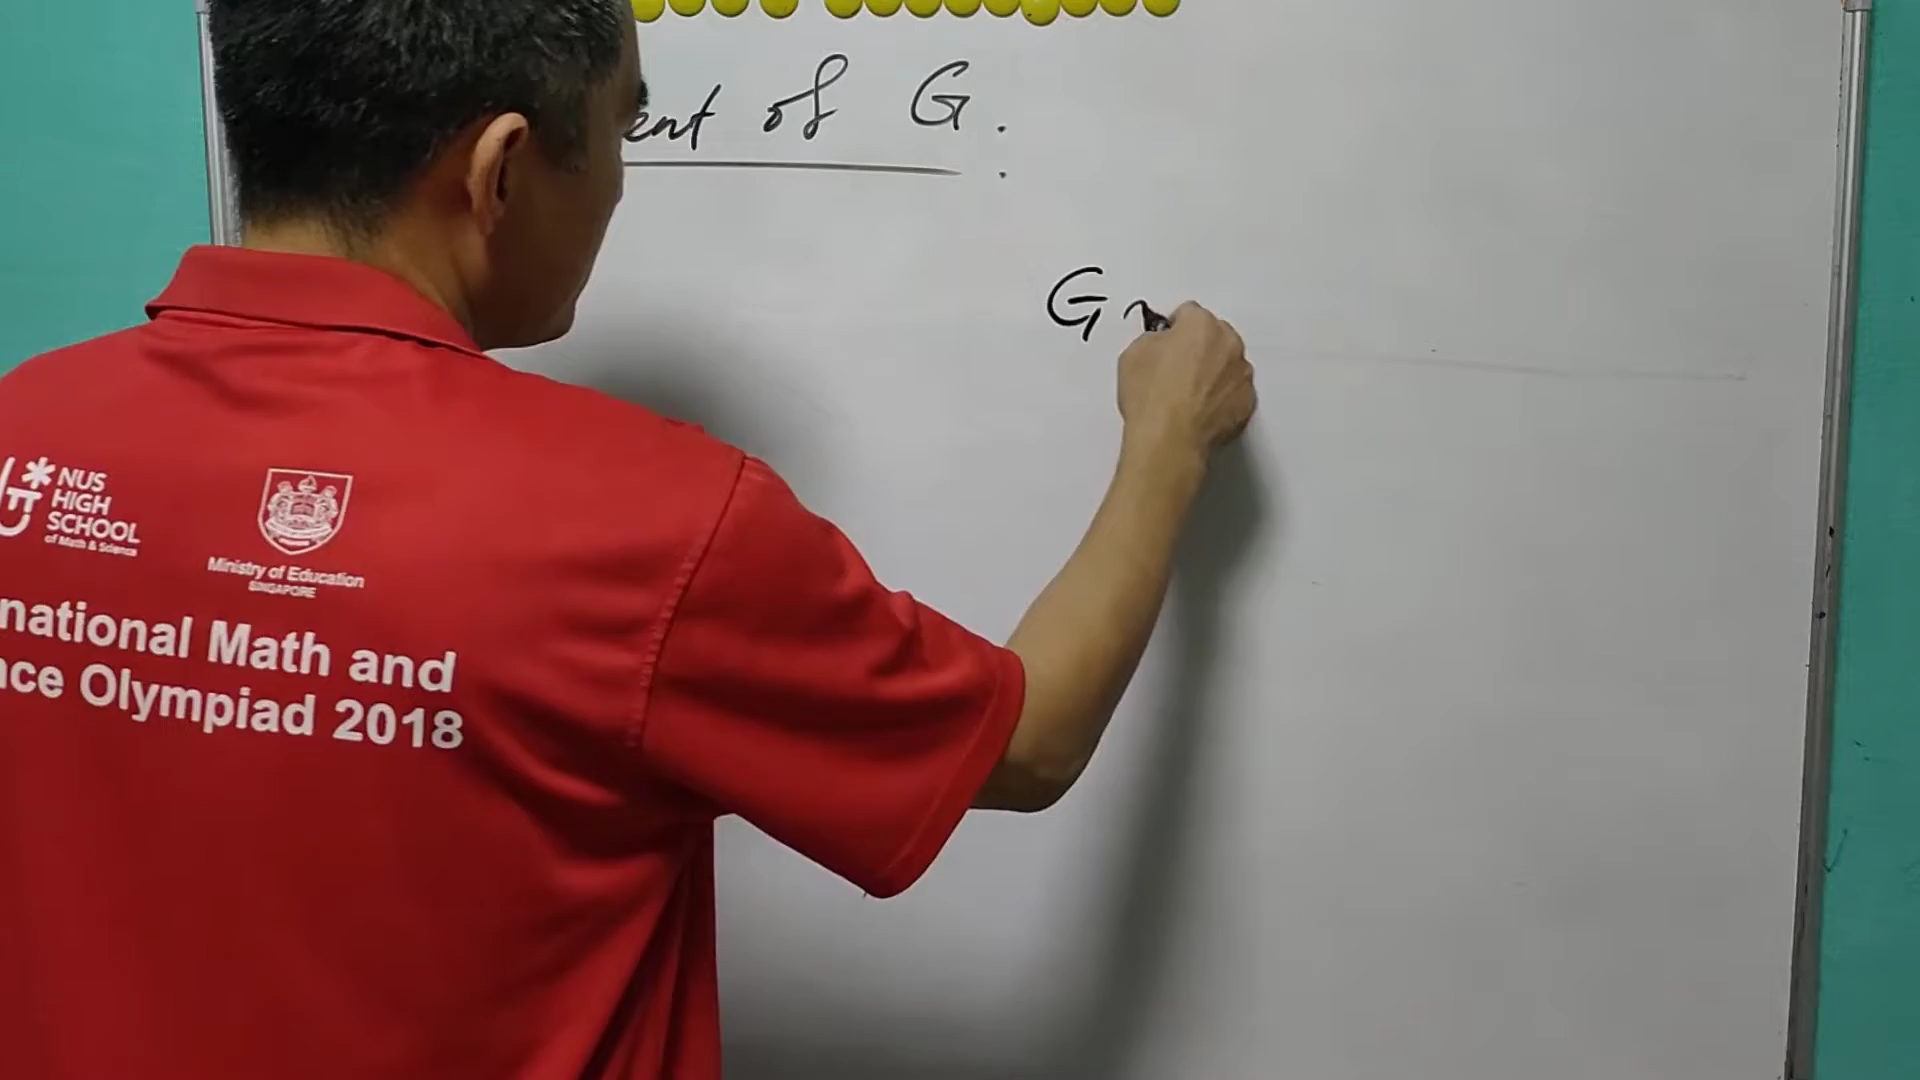 ent of G.
G
NUS
HIGH
SCHOOL
of Math & Science
Ministry of Education
SINGAPORE
national Math and
nce Olympiad 2018